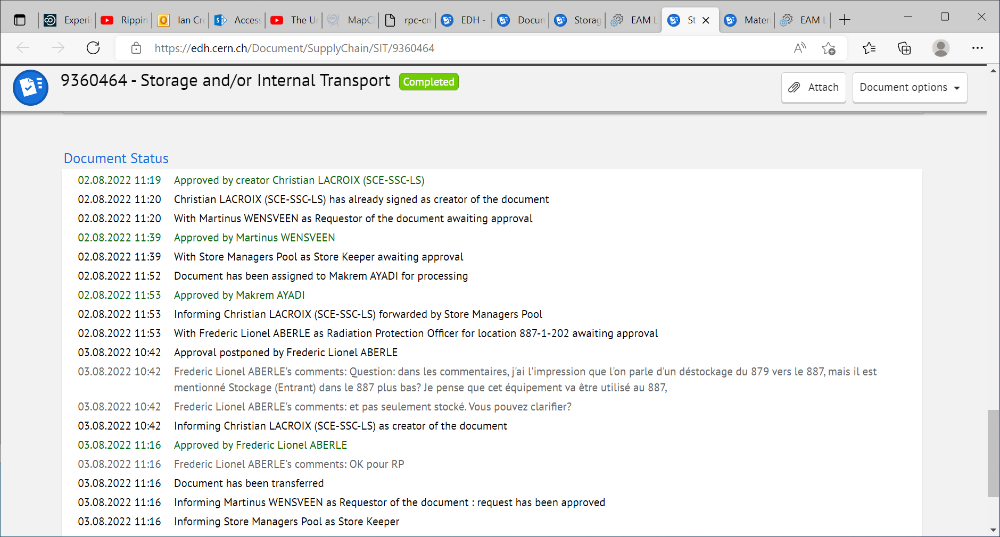 Experi
Rippin
Ian Cro
Access
The Un
MapC
rpc-cm
EDH -
Docum
Storag
EAM L
St
Materi
EAM L
https://edh.cern.ch/Document/SupplyChain/SIT/9360464
9360464 - Storage and/or Internal Transport
Completed
Attach
Document options
Document Status
02.08.2022 11:19 Approved by creator Christian LACROIX (SCE-SSC-LS)
02.08.2022 11:20 Christian LACROIX (SCE-SSC-LS) has already signed as creator of the document
02.08.2022 11:20 With Martinus WENSVEEN as Requestor of the document awaiting approval
02.08.2022 11:39 Approved by Martinus WENSVEEN
02.08.2022 11:39 With Store Managers Pool as Store Keeper awaiting approval
02.08.2022 11:52 Document has been assigned to Makrem AYADI for processing
02.08.2022 11:53 Approved by Makrem AYADI
02.08.2022 11:53 Informing Christian LACROIX (SCE-SSC-LS) forwarded by Store Managers Pool
02.08.2022 11:53 With Frederic Lionel ABERLE as Radiation Protection Officer for location 887-1-202 awaiting approval
03.08.2022 10:42 Approval postponed by Frederic Lionel ABERLE
03.08.2022 10:42 Frederic Lionel ABERLE's comments: Question: dans les commentaires, j'ai l'impression que l'on parle d'un déstockage du 879 vers le 887, mais il est
mentionné Stockage (Entrant) dans le 887 plus bas? Je pense que cet équipement va être utilisé au 887,
03.08.2022 10:42 Frederic Lionel ABERLE's comments: et pas seulement stocké. Vous pouvez clarifier?
03.08.2022 10:42 Informing Christian LACROIX (SCE-SSC-LS) as creator of the document
03.08.2022 11:16 Approved by Frederic Lionel ABERLE
03.08.2022 11:16 Frederic Lionel ABERLE's comments: OK pour RP
03.08.2022 11:16 Document has been transferred
03.08.2022 11:16 Informing Martinus WENSVEEN as Requestor of the document : request has been approved
03.08.2022 11:16 Informing Store Managers Pool as Store Keeper